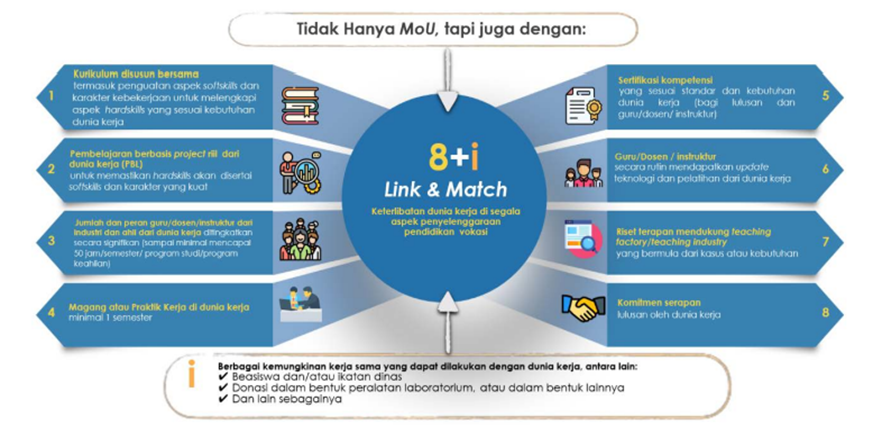 Tidak Hanya MoU, tapi juga dengan:
1
Kurikulum disusun bersama
termasuk penguatan aspek softskills dan
karakter kebekerjaan untuk melengkapi
aspek hardskills yang sesuai kebutuhan
dunia kerja
2
Pembelajaran berbasis project riil dari
dunia kerja (PBL)
untuk memastikan hardskills akan disertai
softskills dan karakter yang kuat
3
Jumlah dan peran guru/dosen/instruktur dari
industri dan ahli dari dunia kerja ditingkatkan
secara signifikan (sampai minimal mencapai
50 jam/semester/ program studi/program
keahlian)
4
Magang atau Praktik Kerja di dunia kerja
minimal 1 semester
8+i
Link & Match
Keterlibatan dunia kerja di segala
aspek penyelenggaraan
pendidikan vokasi
Sertifikasi kompetensi
yang sesuai standar dan kebutuhan
dunia kerja (bagi lulusan dan
guru/dosen/ instruktur)
5
Guru/Dosen / instruktur
secara rutin mendapatkan update
teknologi dan pelatihan dari dunia kerja
6
Riset terapan mendukung teaching
factory/teaching industry
yang bermula dari kasus atau kebutuhan
7
Komitmen serapan
lulusan oleh dunia kerja
8
i
Berbagai kemungkinan kerja sama yang dapat dilakukan dengan dunia kerja, antara lain:
✔ Beasiswa dan/atau ikatan dinas
✔ Donasi dalam bentuk peralatan laboratorium, atau dalam bentuk lainnya
✔ Dan lain sebagainya